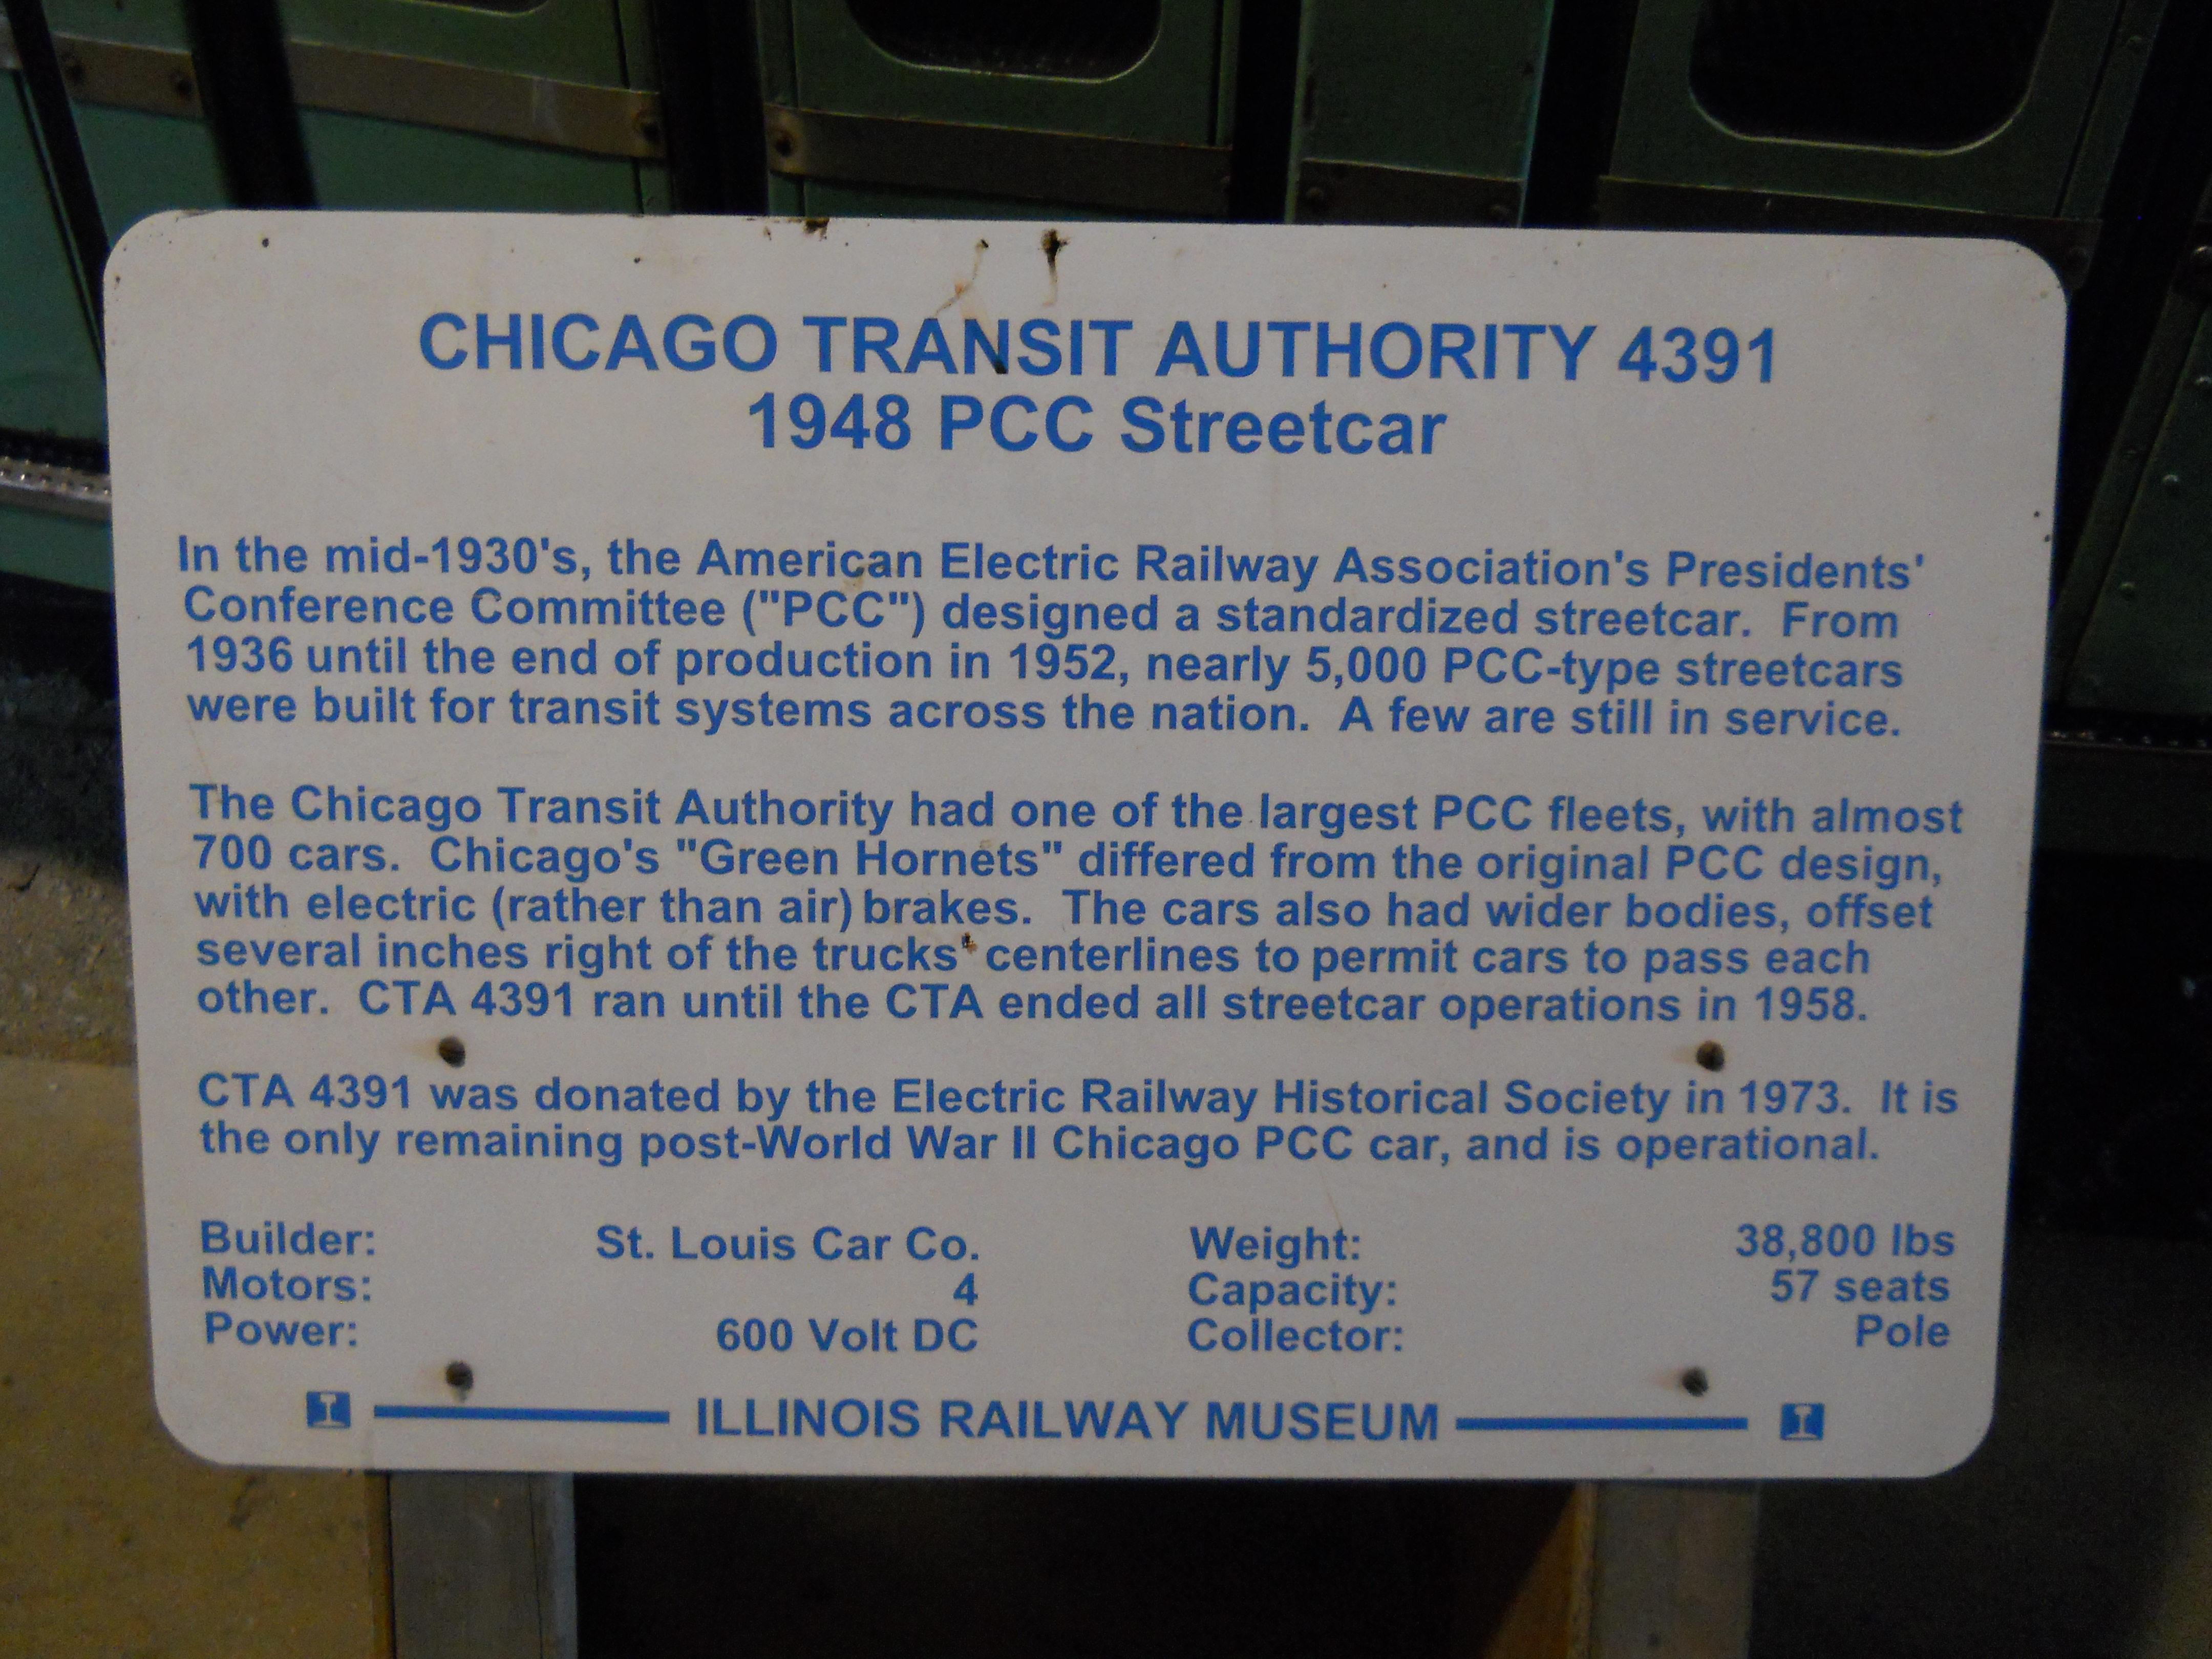 CHICAGO TRANSIT AUTHORITY 4391
1948 PCC Streetcar
In the mid-1930's, the American Electric Railway Association's Presidents'
Conference Committee ("PCC") designed a standardized streetcar. From
1936 until the end of production in 1952, nearly 5,000 PCC-type streetcars
were built for transit systems across the nation. A few are still in service.
The Chicago Transit Authority had one of the largest PCC fleets, with almost
700 cars. Chicago's "Green Hornets" differed from the original PCC design,
with electric (rather than air) brakes. The cars also had wider bodies, offset
several inches right of the trucks' centerlines to permit cars to pass each
other. CTA 4391 ran until the CTA ended all streetcar operations in 1958.
CTA 4391 was donated by the Electric Railway Historical Society in 1973. It is
the only remaining post-World War II Chicago PCC car, and is operational.
Builder: St. Louis Car Co. Weight: 38,800 lbs
Motors: 4 Capacity: 57 seats
Power: 600 Volt DC Collector: Pole
ILLINOIS RAILWAY MUSEUM